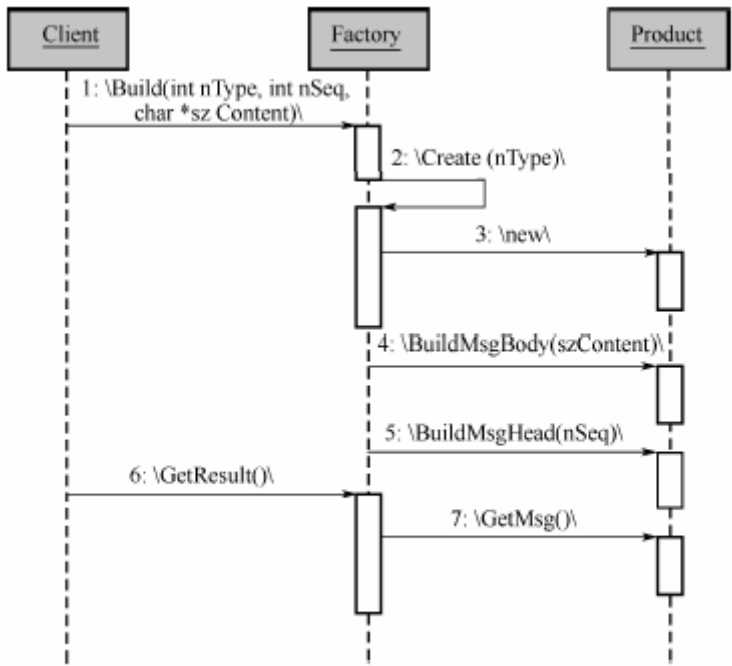 Client
Factory
Product
1: \Build(int nType, int nSeq,
char *sz Content)\
2: \Create (nType)\
3: \new\
4: \BuildMsgBody(szContent)\
5: \BuildMsgHead(nSeq)\
6: \GetResult()\
7: \GetMsg()\